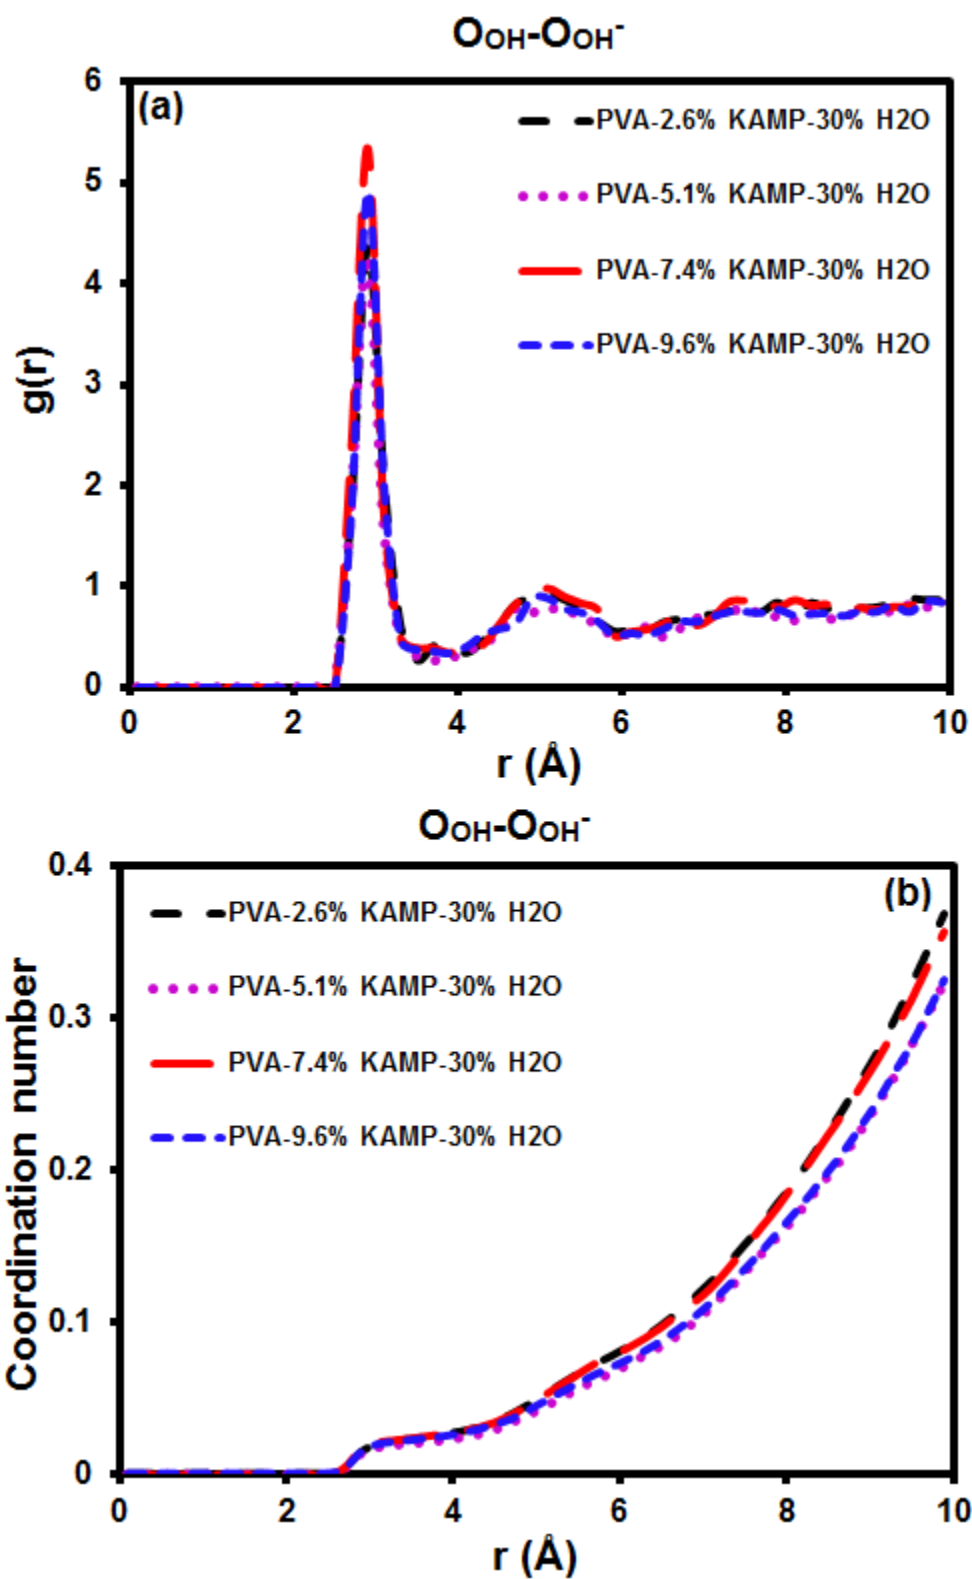 OOH-OOH-
(a)
6
5
4
3
2
1
0
g(r)
PVA-2.6% KAMP-30% H2O
PVA-5.1% KAMP-30% H2O
PVA-7.4% KAMP-30% H2O
PVA-9.6% KAMP-30% H2O
0 2 4 6 8 10
r (Å)
OOH-OOH-
(b)
0.4
0.3
0.2
0.1
0
Coordination number
PVA-2.6% KAMP-30% H2O
PVA-5.1% KAMP-30% H2O
PVA-7.4% KAMP-30% H2O
PVA-9.6% KAMP-30% H2O
0 2 4 6 8 10
r (Å)